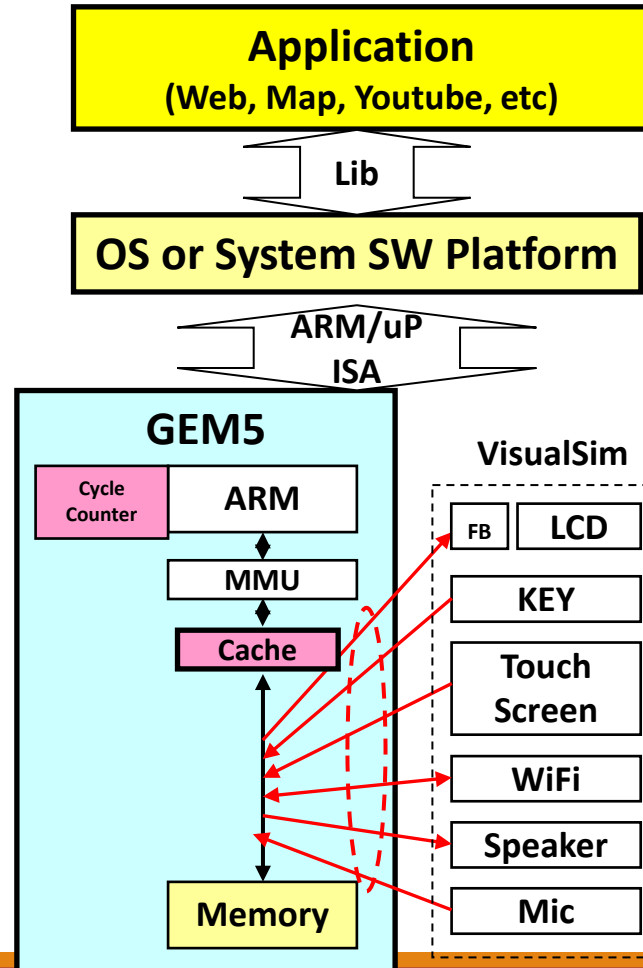 Application
(Web, Map, Youtube, etc)
Lib
OS or System SW Platform
ARM/uP
ISA
GEM5
Cycle
Counter
ARM
MMU
Cache
Memory
VisualSim
FB
LCD
KEY
Touch
Screen
WiFi
Speaker
Mic